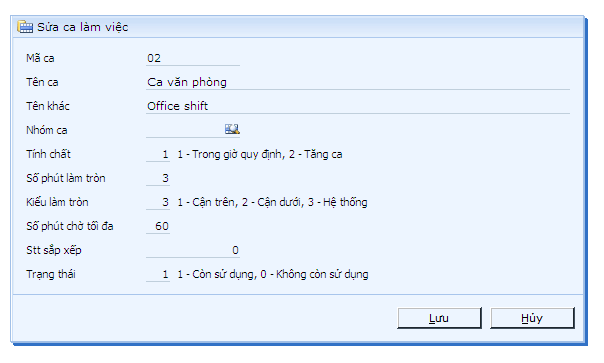 Sửa ca làm việc
Mã ca 02
Tên ca Ca văn phòng
Tên khác Office shift
Nhóm ca
Tính chất 1 1 - Trong giờ quy định, 2 - Tăng ca
Số phút làm tròn 3
Kiểu làm tròn 3 1 - Cận trên, 2 - Cận dưới, 3 - Hệ thống
Số phút chờ tối đa 60
Stt sắp xếp 0
Trạng thái 1 1 - Còn sử dụng, 0 - Không còn sử dụng
Lưu Hủy